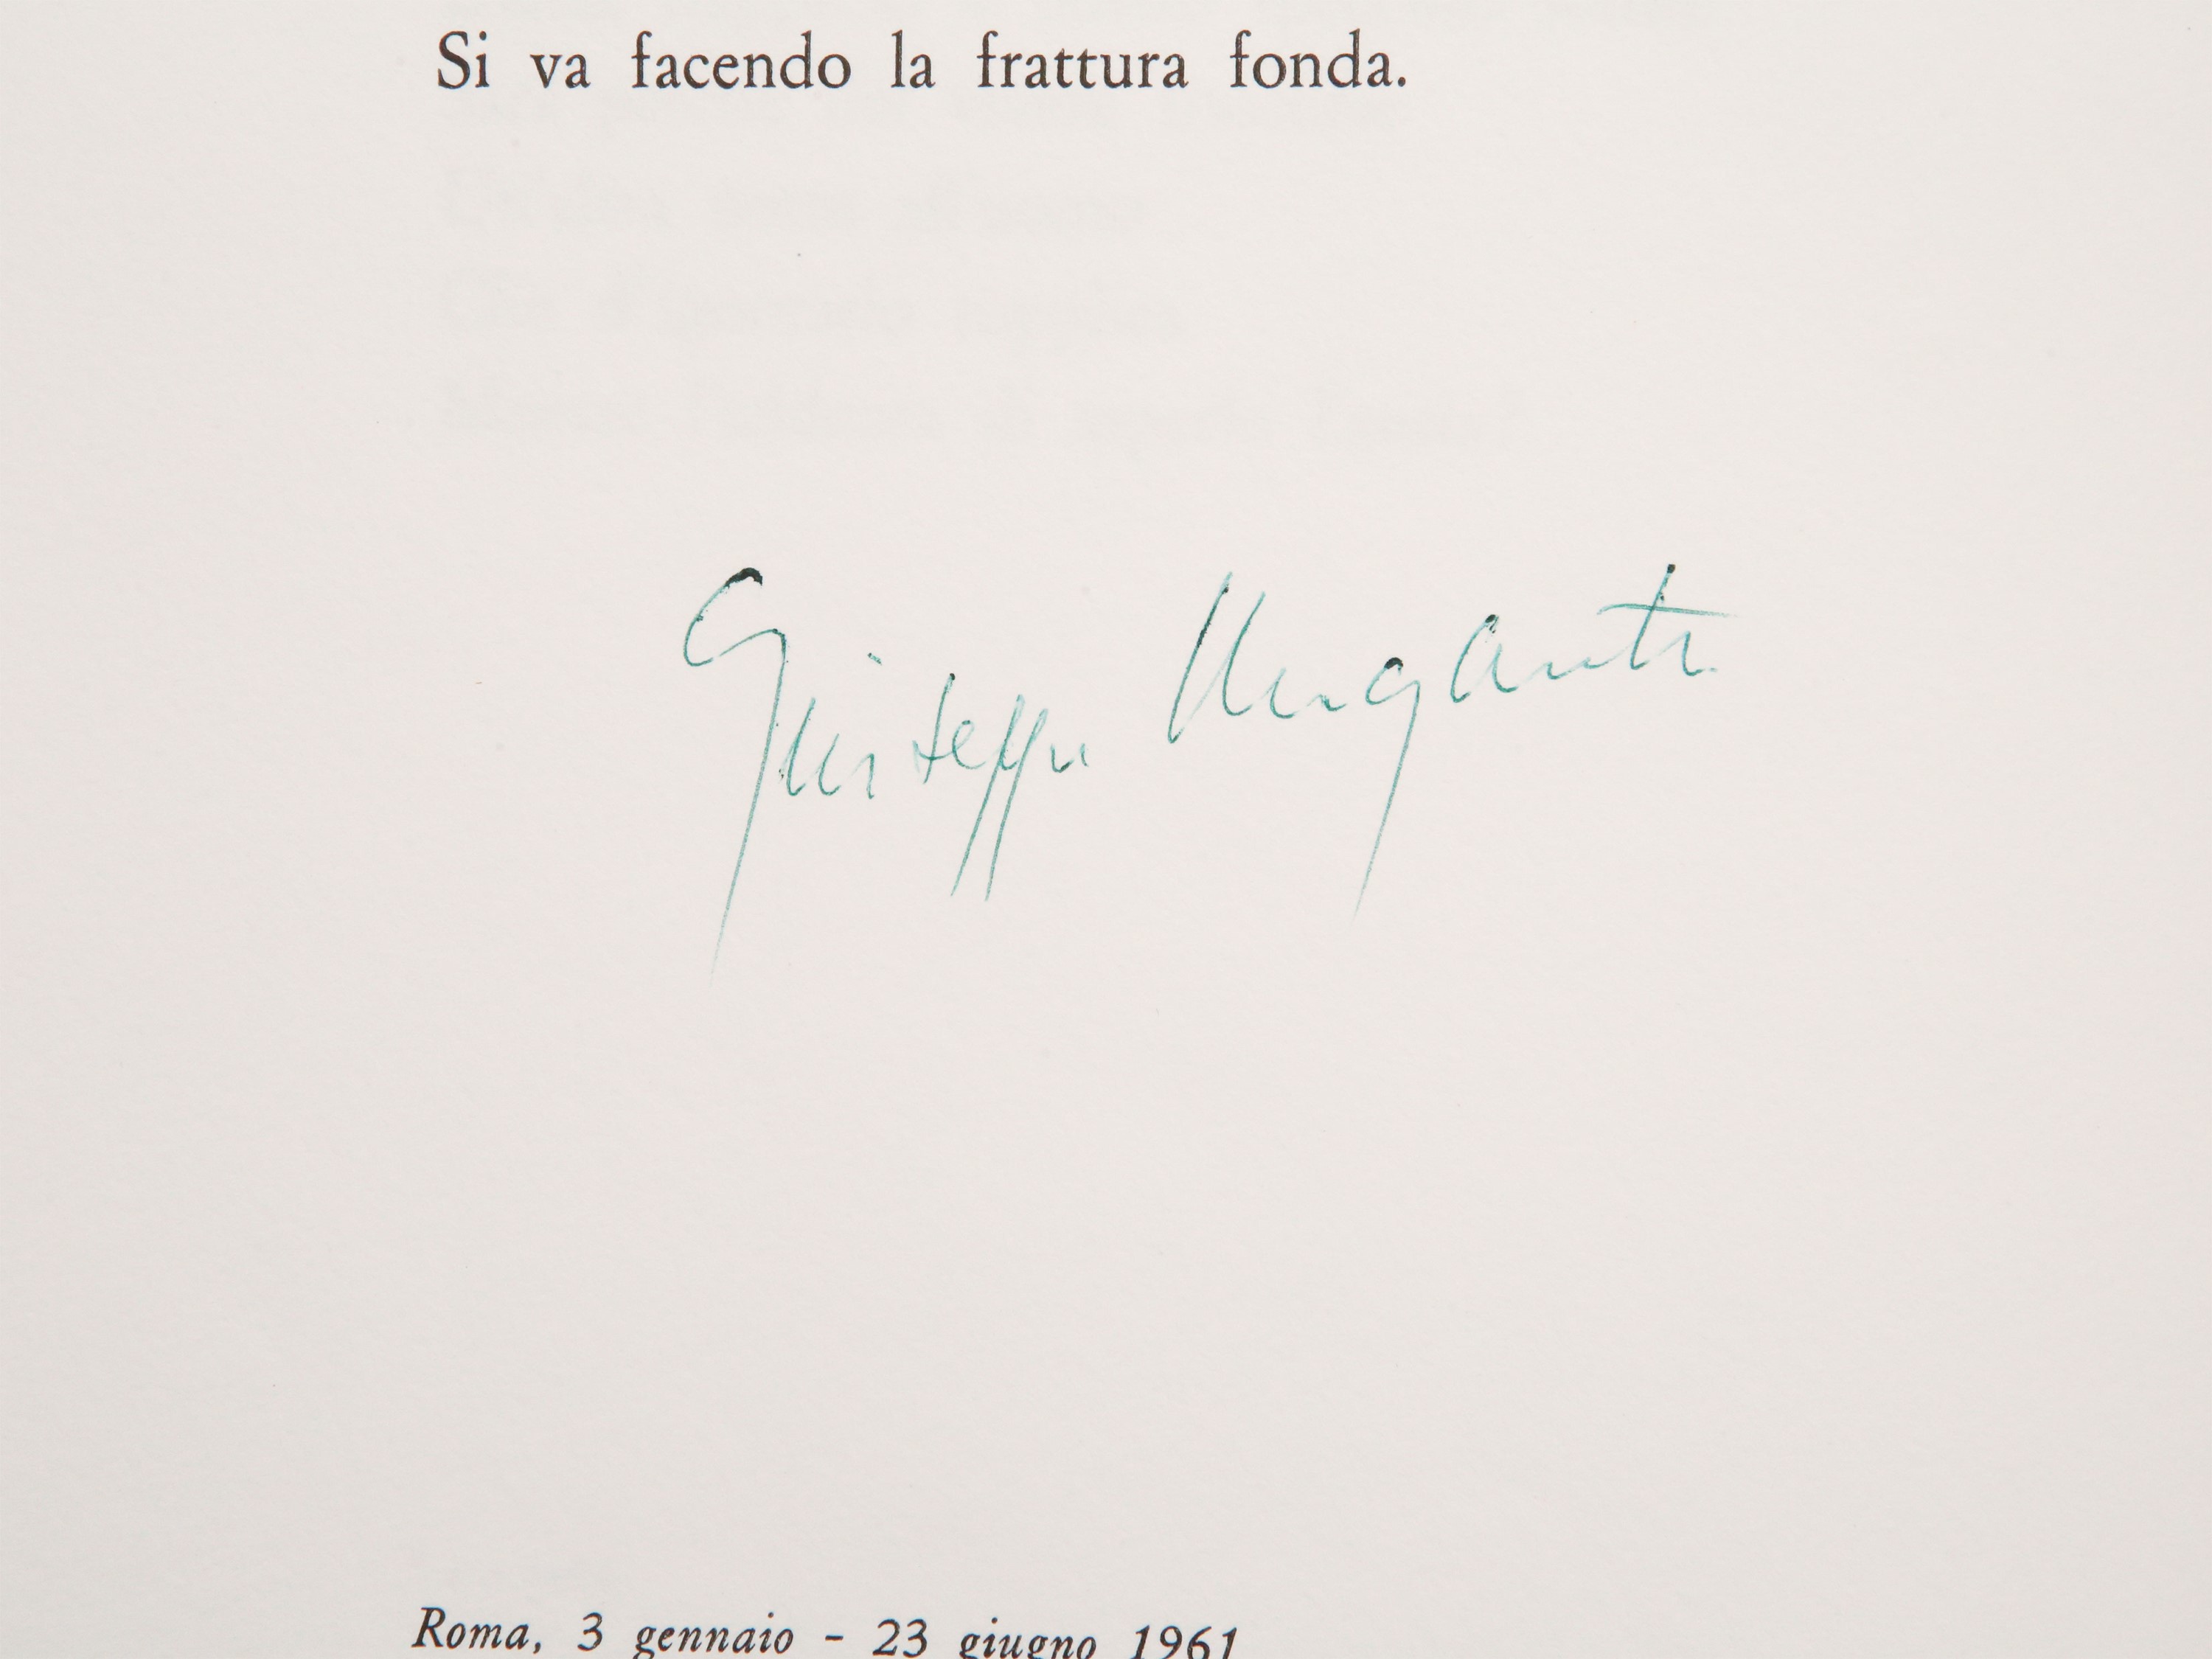 Si va facendo la frattura fonda.
Giuseppe Ungaretti
Roma, 3 gennaio - 23 giugno 1961